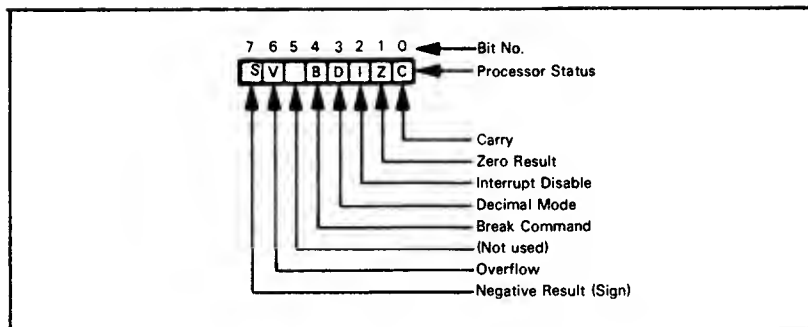 7 6 5 4 3 2 1 0 Bit No.
S V B D I Z C Processor Status
Carry
Zero Result
Interrupt Disable
Decimal Mode
Break Command
(Not used)
Overflow
Negative Result (Sign)